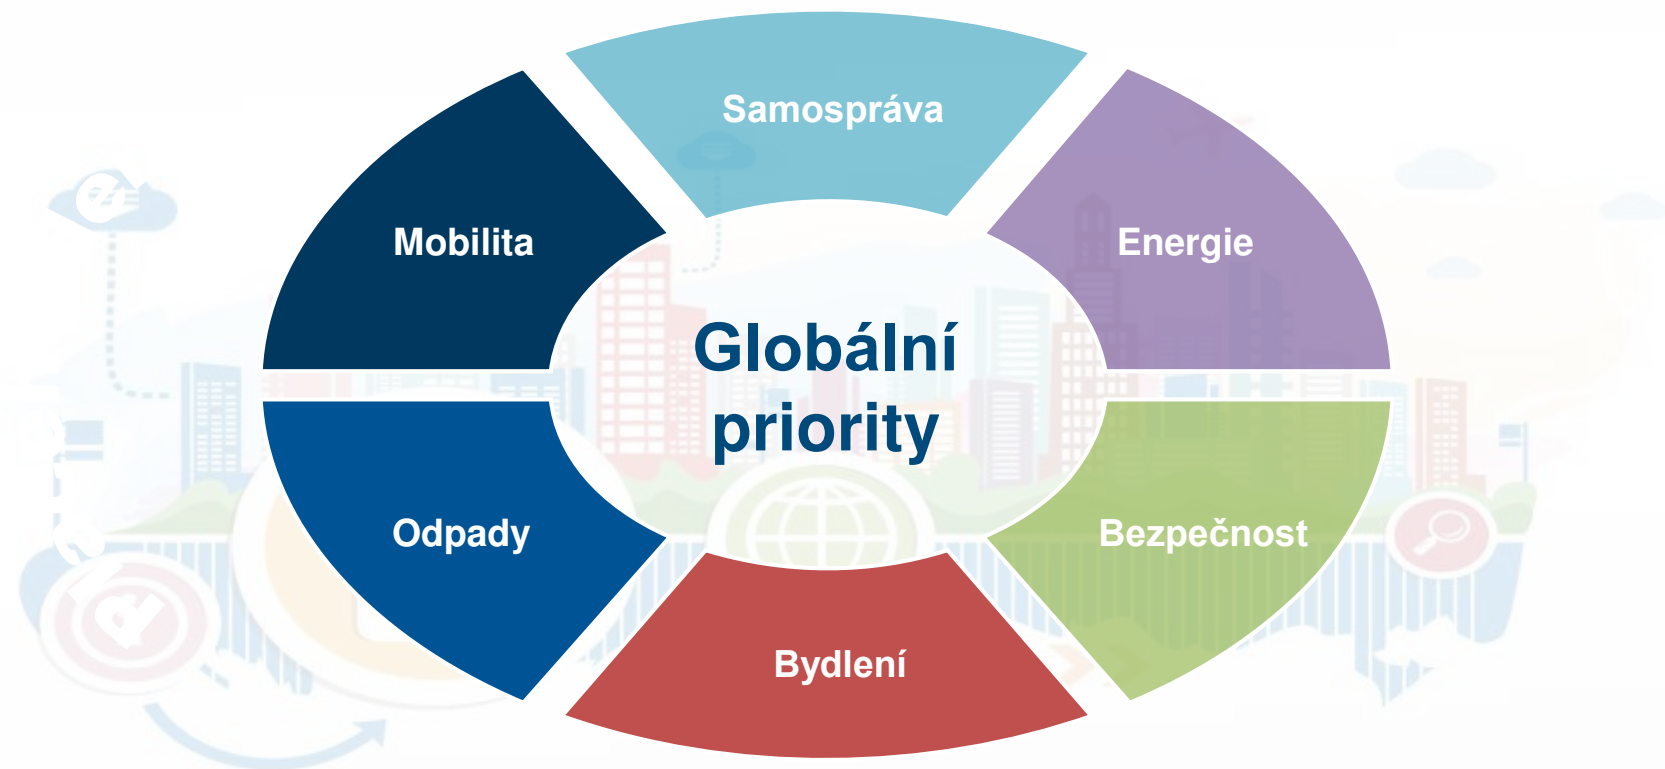 Samospráva
Mobilita
Energie
Globální
priority
Odpady
Bezpečnost
Bydlení